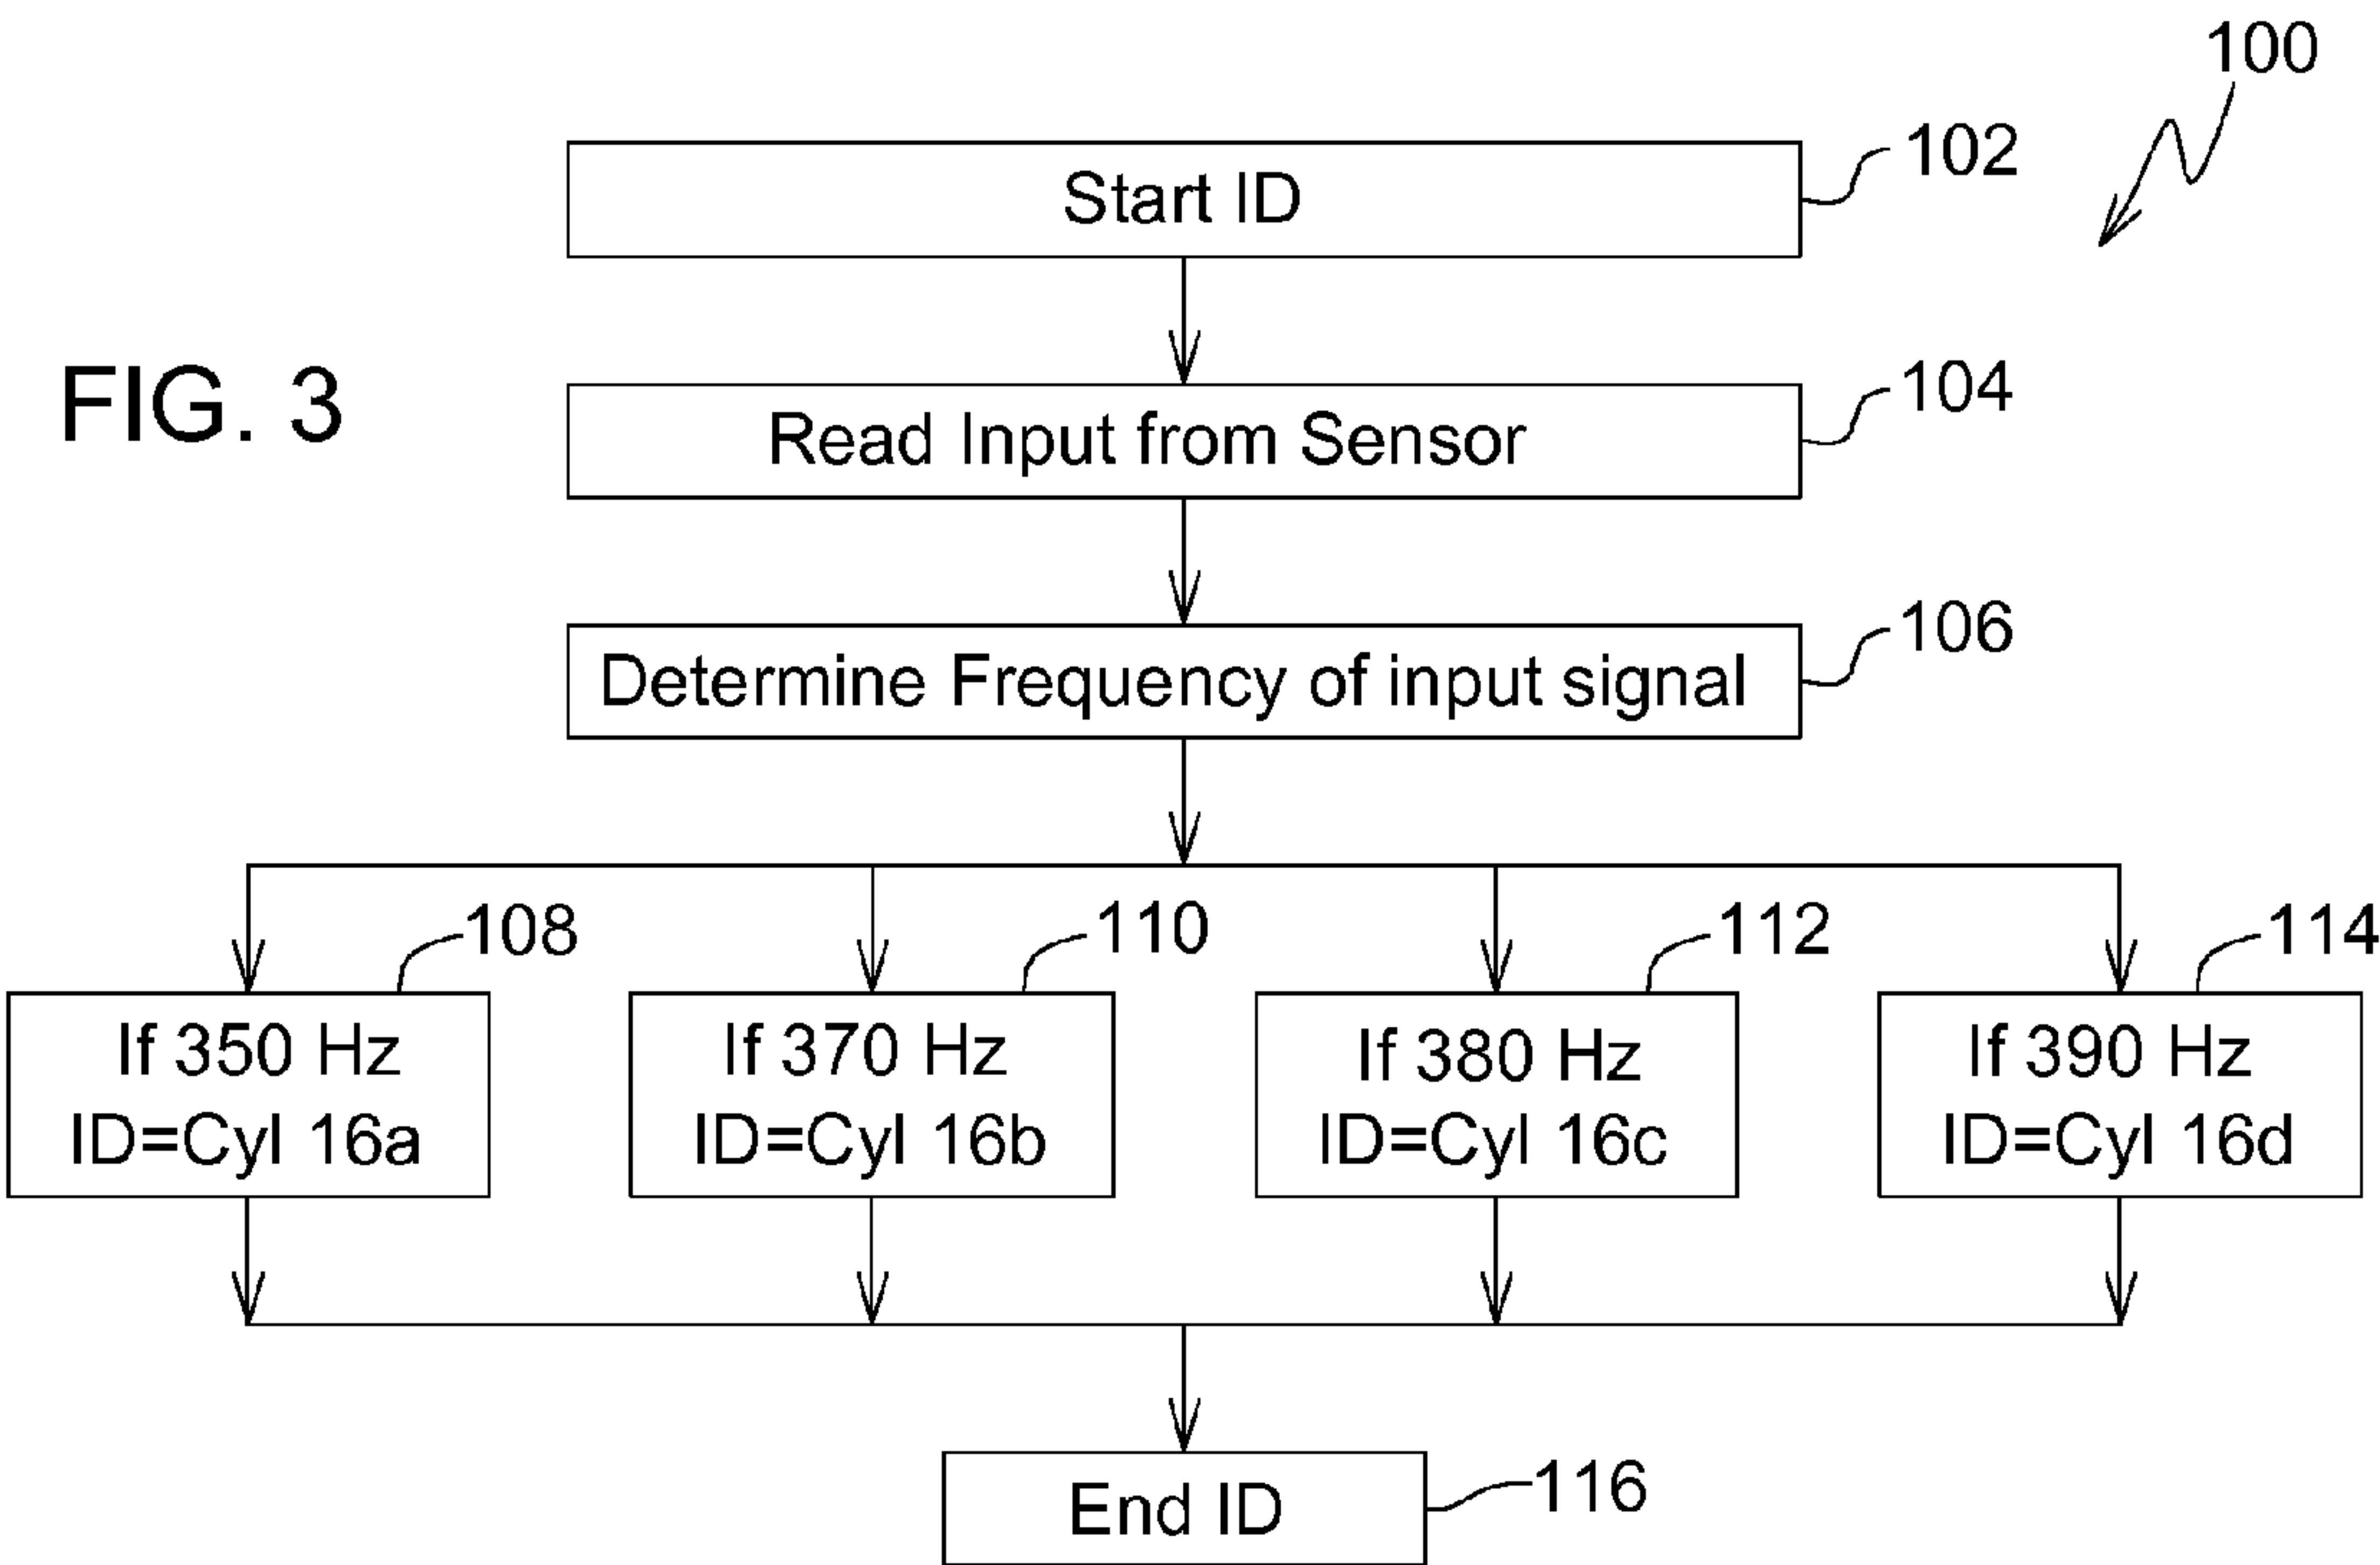 100
Start ID
102
FIG. 3
Read Input from Sensor
104
Determine Frequency of input signal
106
108
110
112
114
If 350 Hz
ID=Cyl 16a
If 370 Hz
ID=Cyl 16b
If 380 Hz
ID=Cyl 16c
If 390 Hz
ID=Cyl 16d
End ID
116